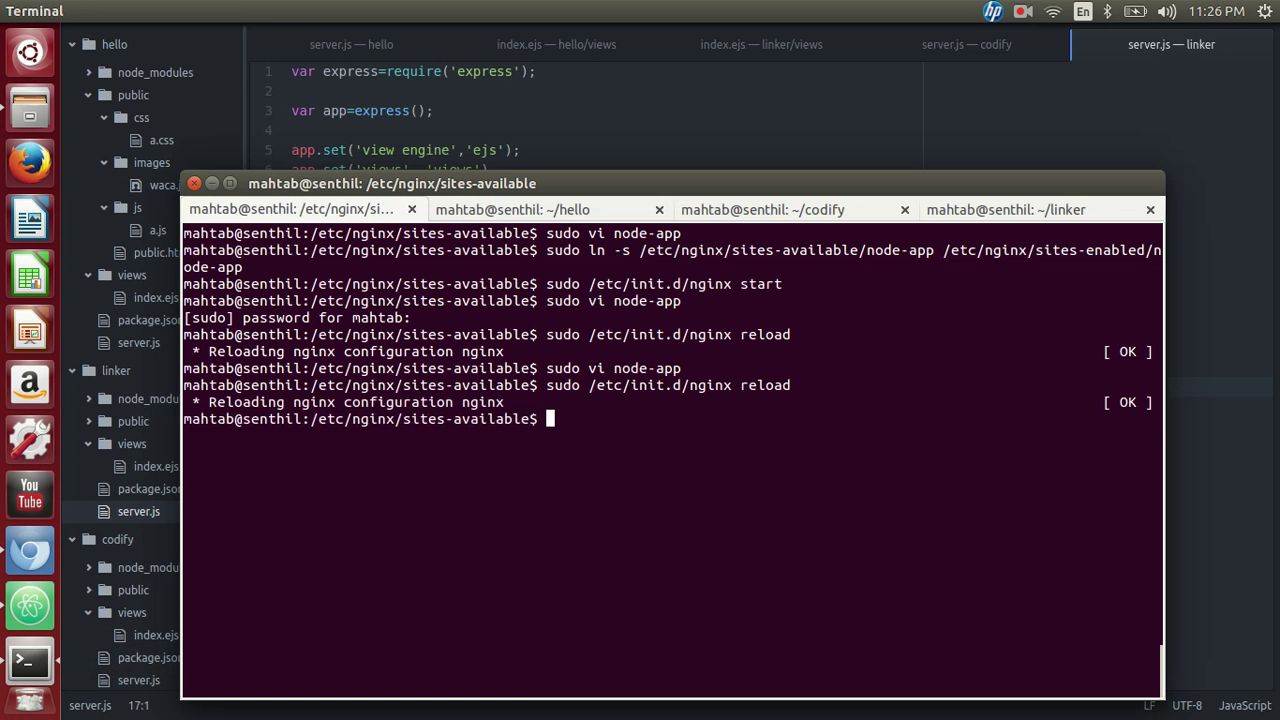 Terminal
hp
En
11:26 PM
hello
node_modules
public
css
a.css
images
waca.
js
a.js
public.ht
views
index.ejs
package.json
server.js
linker
node_modu
public
views
index.ejs
package.json
server.js
codify
node_modu
public
views
index.ejs
package.json
server.js
You
Tube
server.js — hello
index.ejs — hello/views
index.ejs — linker/views
server.js — codify
server.js — linker
1 var express=require('express');
2
3 var app=express();
4
5 app.set('view engine','ejs');
mahtab@senthil: /etc/nginx/sites-available
mahtab@senthil: /etc/nginx/si...
mahtab@senthil: ~/hello
mahtab@senthil: ~/codify
mahtab@senthil: ~/linker
mahtab@senthil:/etc/nginx/sites-available$ sudo vi node-app
mahtab@senthil:/etc/nginx/sites-available$ sudo ln -s /etc/nginx/sites-available/node-app /etc/nginx/sites-enabled/n
ode-app
mahtab@senthil:/etc/nginx/sites-available$ sudo /etc/init.d/nginx start
mahtab@senthil:/etc/nginx/sites-available$ sudo vi node-app
[sudo] password for mahtab:
mahtab@senthil:/etc/nginx/sites-available$ sudo /etc/init.d/nginx reload
* Reloading nginx configuration nginx [ OK ]
mahtab@senthil:/etc/nginx/sites-available$ sudo vi node-app
mahtab@senthil:/etc/nginx/sites-available$ sudo /etc/init.d/nginx reload
* Reloading nginx configuration nginx [ OK ]
mahtab@senthil:/etc/nginx/sites-available$
server.js 17:1
LF UTF-8 JavaScript